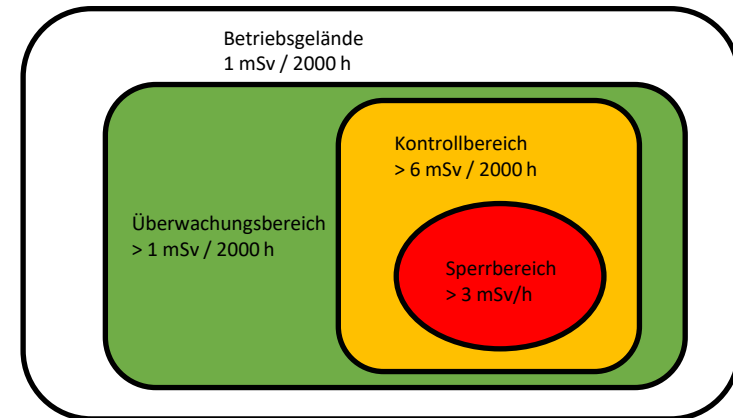 Betriebsgelände
1 mSv / 2000 h
Kontrollbereich
> 6 mSv / 2000 h
Überwachungsbereich
> 1 mSv / 2000 h
Sperrbereich
> 3 mSv/h